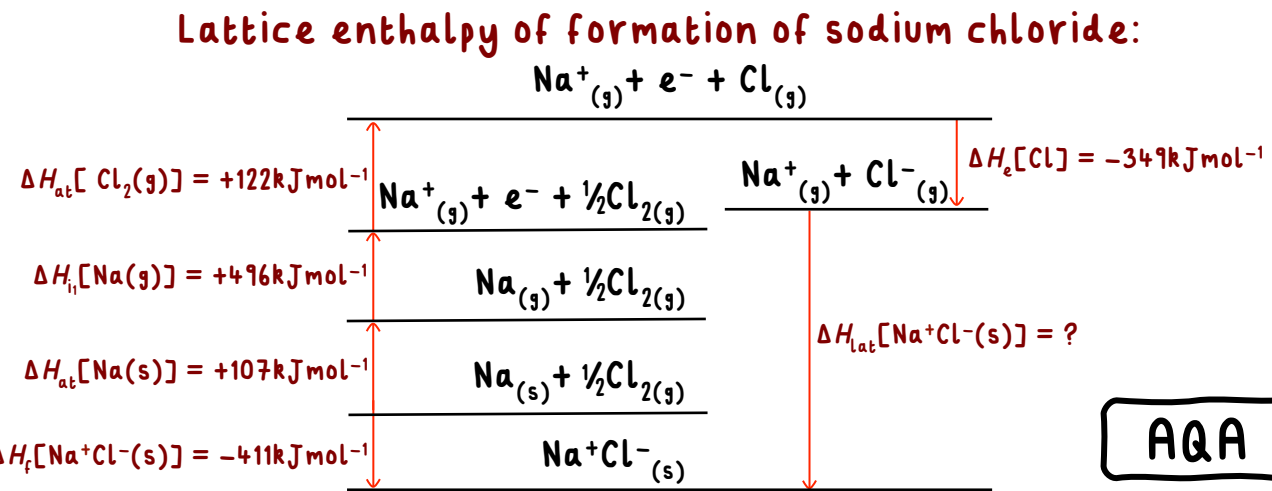 Lattice enthalpy of formation of sodium chloride:
Na⁺(g) + e⁻ + Cl(g)
ΔHat[ Cl₂(g)] = +122kJmol⁻¹
ΔHe[Cl] = −349kJmol⁻¹
Na⁺(g) + e⁻ + ½Cl₂(g)
Na⁺(g) + Cl⁻(g)
ΔHi₁[Na(g)] = +496kJmol⁻¹
Na(g) + ½Cl₂(g)
ΔHlat[Na⁺Cl⁻(s)] = ?
ΔHat[Na(s)] = +107kJmol⁻¹
Na(s) + ½Cl₂(g)
ΔHf[Na⁺Cl⁻(s)] = −411kJmol⁻¹
Na⁺Cl⁻(s)
AQA